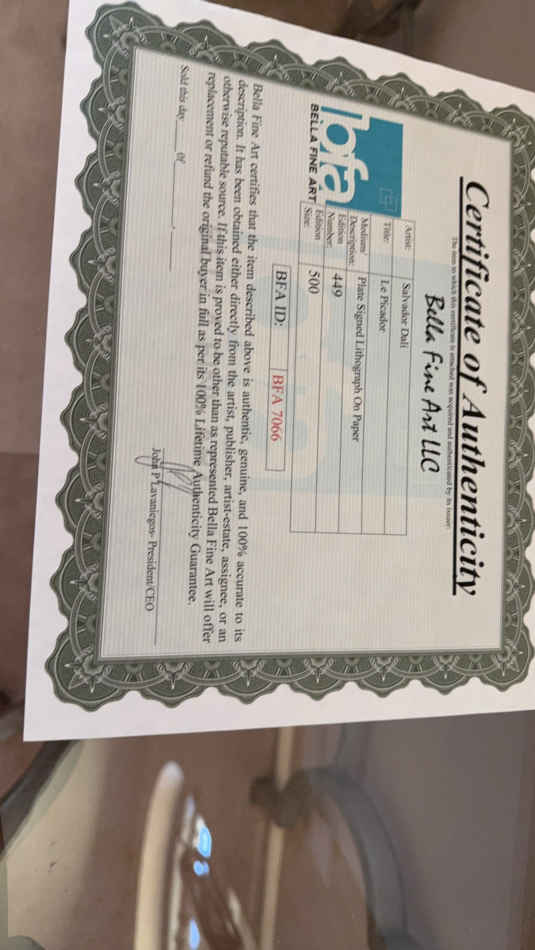 Certificate of Authenticity
The item to which this certificate is attached was acquired and authenticated by its issuer:
Bella Fine Art LLC
bfa
BELLA FINE ART
Artist: Salvador Dali
Title: Le Picador
Medium/ Description: Plate Signed Lithograph On Paper
Edition Number: 449
Edition Size: 500
BFA ID: BFA 7066
Bella Fine Art certifies that the item described above is authentic, genuine, and 100% accurate to its
description. It has been obtained either directly from the artist, publisher, artist-estate, assignee, or an
otherwise reputable source. If this item is proved to be other than as represented Bella Fine Art will offer
replacement or refund the original buyer in full as per its 100% Lifetime Authenticity Guarantee.
Sold this day: ____ of ________, ______
John P Lavaniegos- President/CEO